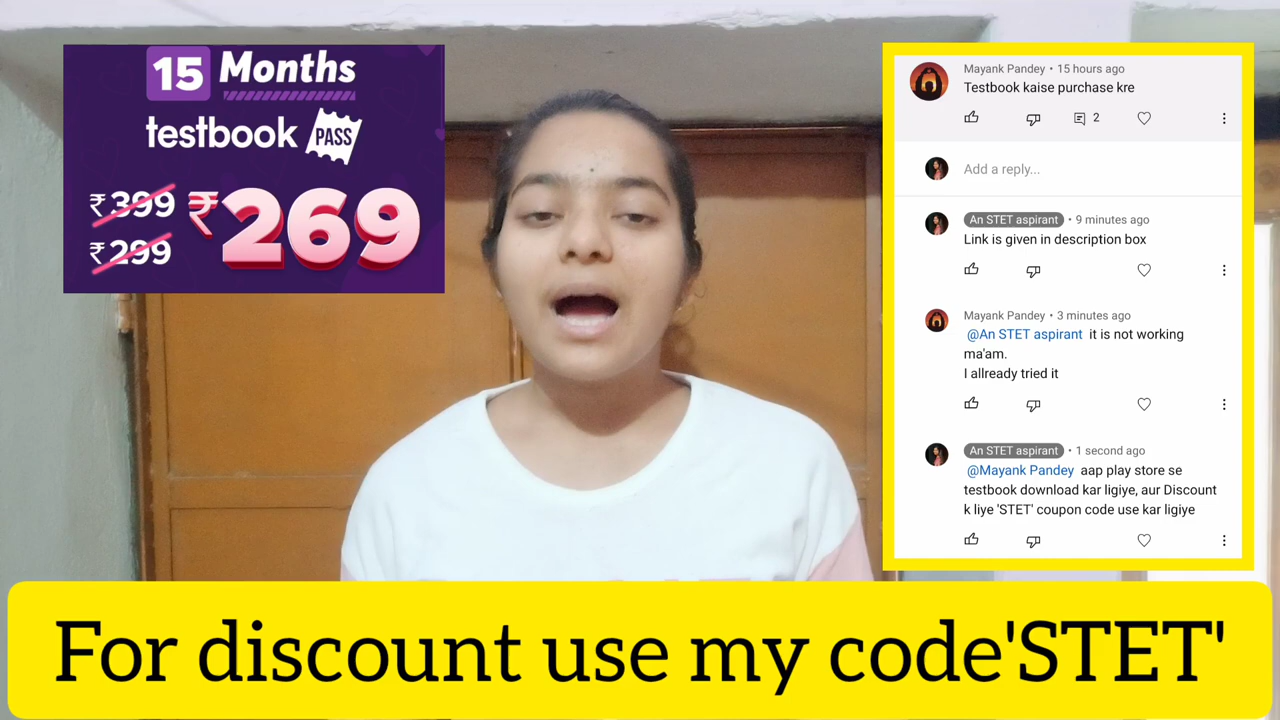 15 Months
testbook PASS
₹399
₹299
₹269
Mayank Pandey • 15 hours ago
Testbook kaise purchase kre
2
Add a reply...
An STET aspirant • 9 minutes ago
Link is given in description box
Mayank Pandey • 3 minutes ago
@An STET aspirant it is not working
ma'am.
I allready tried it
An STET aspirant • 1 second ago
@Mayank Pandey aap play store se
testbook download kar ligiye, aur Discount
k liye 'STET' coupon code use kar ligiye
For discount use my code'STET'